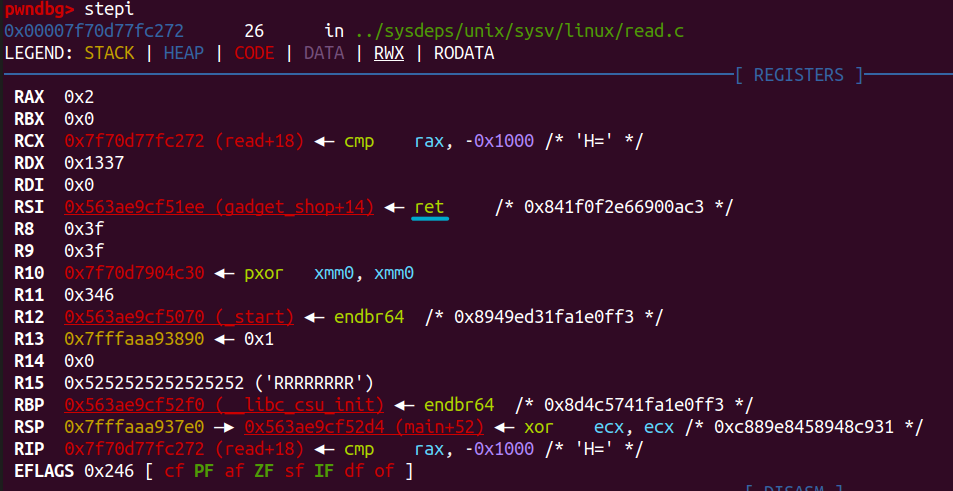 pwndbg> stepi
0x00007f70d77fc272 26 in ../sysdeps/unix/sysv/linux/read.c
LEGEND: STACK | HEAP | CODE | DATA | RWX | RODATA
[ REGISTERS ]
RAX 0x2
RBX 0x0
RCX 0x7f70d77fc272 (read+18) ◂— cmp rax, -0x1000 /* 'H=' */
RDX 0x1337
RDI 0x0
RSI 0x563ae9cf51ee (gadget_shop+14) ◂— ret /* 0x841f0f2e66900ac3 */
R8 0x3f
R9 0x3f
R10 0x7f70d7904c30 ◂— pxor xmm0, xmm0
R11 0x346
R12 0x563ae9cf5070 (_start) ◂— endbr64 /* 0x8949ed31fa1e0ff3 */
R13 0x7fffaaa93890 ◂— 0x1
R14 0x0
R15 0x5252525252525252 ('RRRRRRRR')
RBP 0x563ae9cf52f0 (__libc_csu_init) ◂— endbr64 /* 0x8d4c5741fa1e0ff3 */
RSP 0x7fffaaa937e0 —▸ 0x563ae9cf52d4 (main+52) ◂— xor ecx, ecx /* 0xc889e8458948c931 */
RIP 0x7f70d77fc272 (read+18) ◂— cmp rax, -0x1000 /* 'H=' */
EFLAGS 0x246 [ cf PF af ZF sf IF df of ]
[ DISASM ]